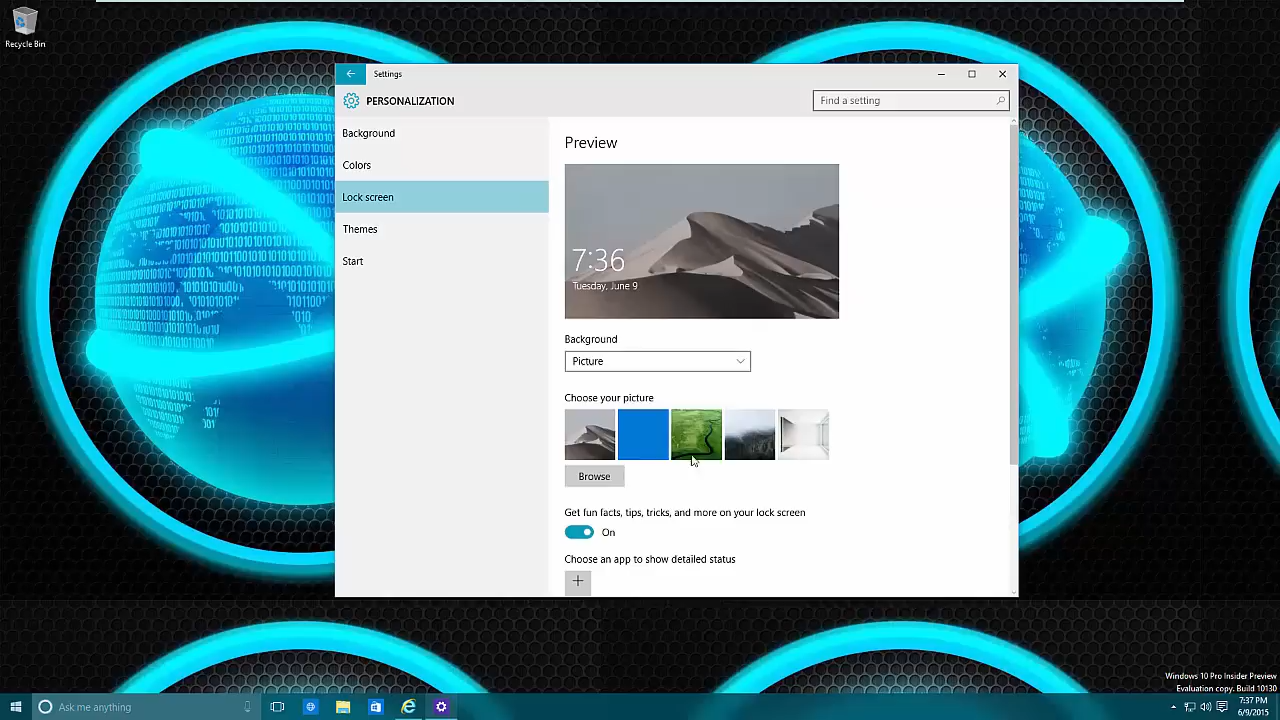 Recycle Bin
Settings
PERSONALIZATION
Find a setting
Background
Colors
Lock screen
Themes
Start
Preview
7:36
Tuesday, June 9
Background
Picture
Choose your picture
Browse
Get fun facts, tips, tricks, and more on your lock screen
On
Choose an app to show detailed status
Windows 10 Pro Insider Preview
Evaluation copy. Build 10130
Ask me anything
7:37 PM
6/9/2015